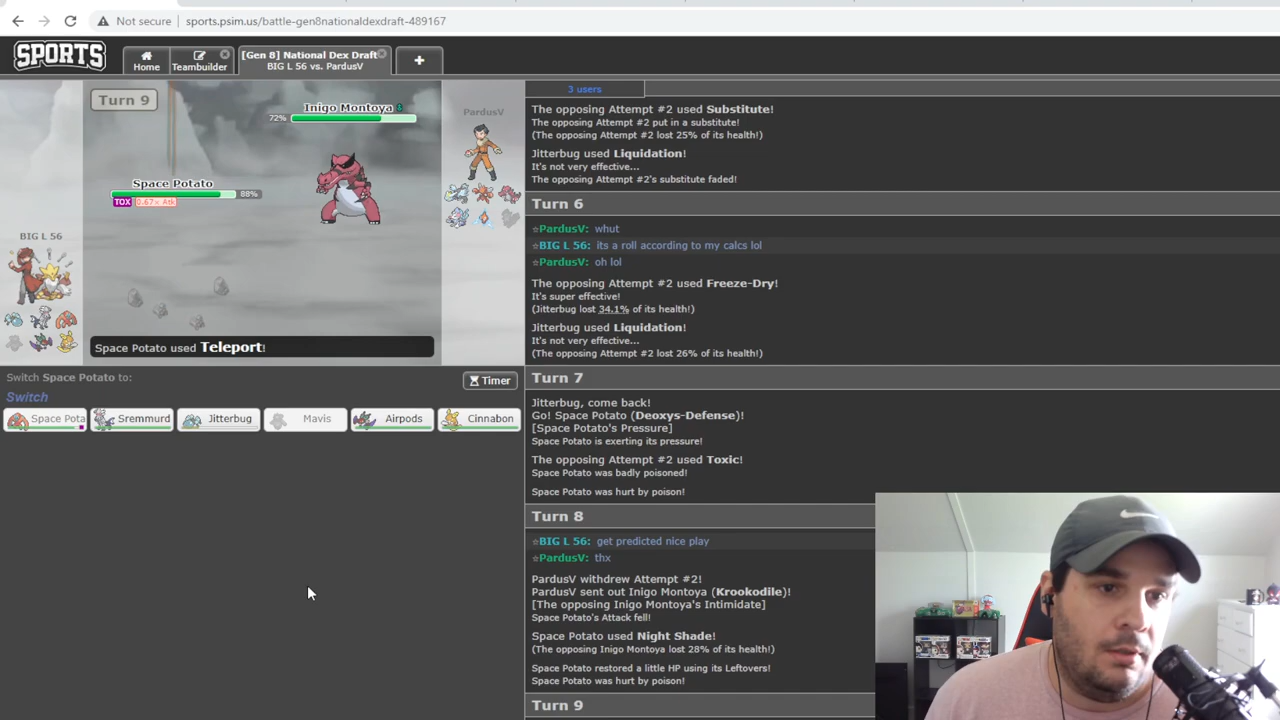 Not secure
sports.psim.us/battle-gen8nationaldexdraft-489167
SPORTS
Home
Teambuilder
[Gen 8] National Dex Draft
BIG L 56 vs. PardusV
+
Turn 9
Inigo Montoya
72%
Space Potato
88%
TOX
0.67× Atk
BIG L 56
PardusV
Space Potato used Teleport!
Switch Space Potato to:
Timer
Switch
Space Pota
Sremmurd
Jitterbug
Mavis
Airpods
Cinnabon
3 users
The opposing Attempt #2 used Substitute!
The opposing Attempt #2 put in a substitute!
(The opposing Attempt #2 lost 25% of its health!)
Jitterbug used Liquidation!
It's not very effective...
The opposing Attempt #2's substitute faded!
Turn 6
☆PardusV: whut
☆BIG L 56: its a roll according to my calcs lol
☆PardusV: oh lol
The opposing Attempt #2 used Freeze-Dry!
It's super effective!
(Jitterbug lost 34.1% of its health!)
Jitterbug used Liquidation!
It's not very effective...
(The opposing Attempt #2 lost 26% of its health!)
Turn 7
Jitterbug, come back!
Go! Space Potato (Deoxys-Defense)!
[Space Potato's Pressure]
Space Potato is exerting its pressure!
The opposing Attempt #2 used Toxic!
Space Potato was badly poisoned!
Space Potato was hurt by poison!
Turn 8
☆BIG L 56: get predicted nice play
☆PardusV: thx
PardusV withdrew Attempt #2!
PardusV sent out Inigo Montoya (Krookodile)!
[The opposing Inigo Montoya's Intimidate]
Space Potato's Attack fell!
Space Potato used Night Shade!
(The opposing Inigo Montoya lost 28% of its health!)
Space Potato restored a little HP using its Leftovers!
Space Potato was hurt by poison!
Turn 9